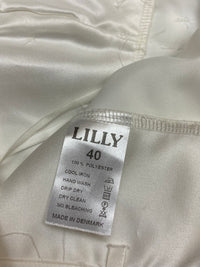 LILLY
40
100% POLYESTER
COOL IRON
HAND WASH
DRIP DRY
DRY CLEAN
NO BLEACHING
MADE IN DENMARK